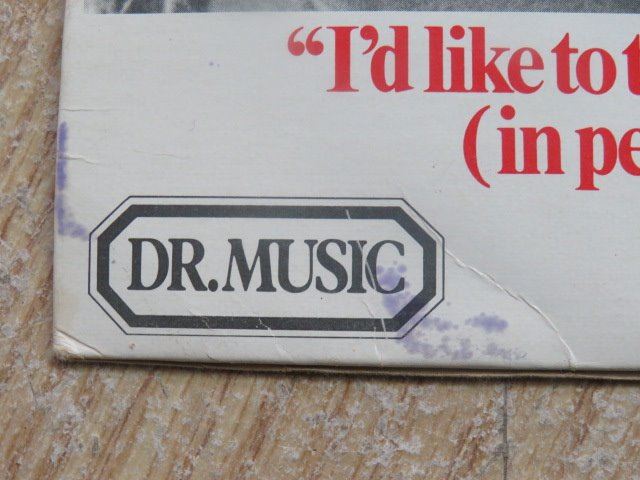 "I'd like to t
(in pe
DR. MUSIC